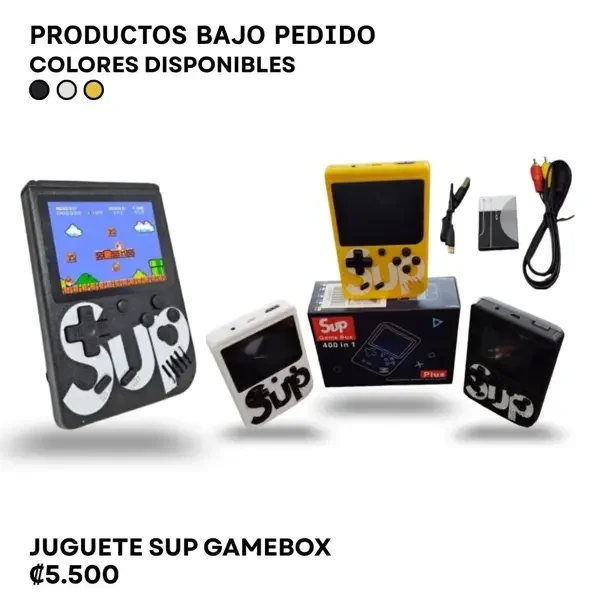 PRODUCTOS BAJO PEDIDO
COLORES DISPONIBLES
Sup
Sup
Sup
Sup
Sup
Game Box
400 in 1
Plus
JUGUETE SUP GAMEBOX
₡5.500